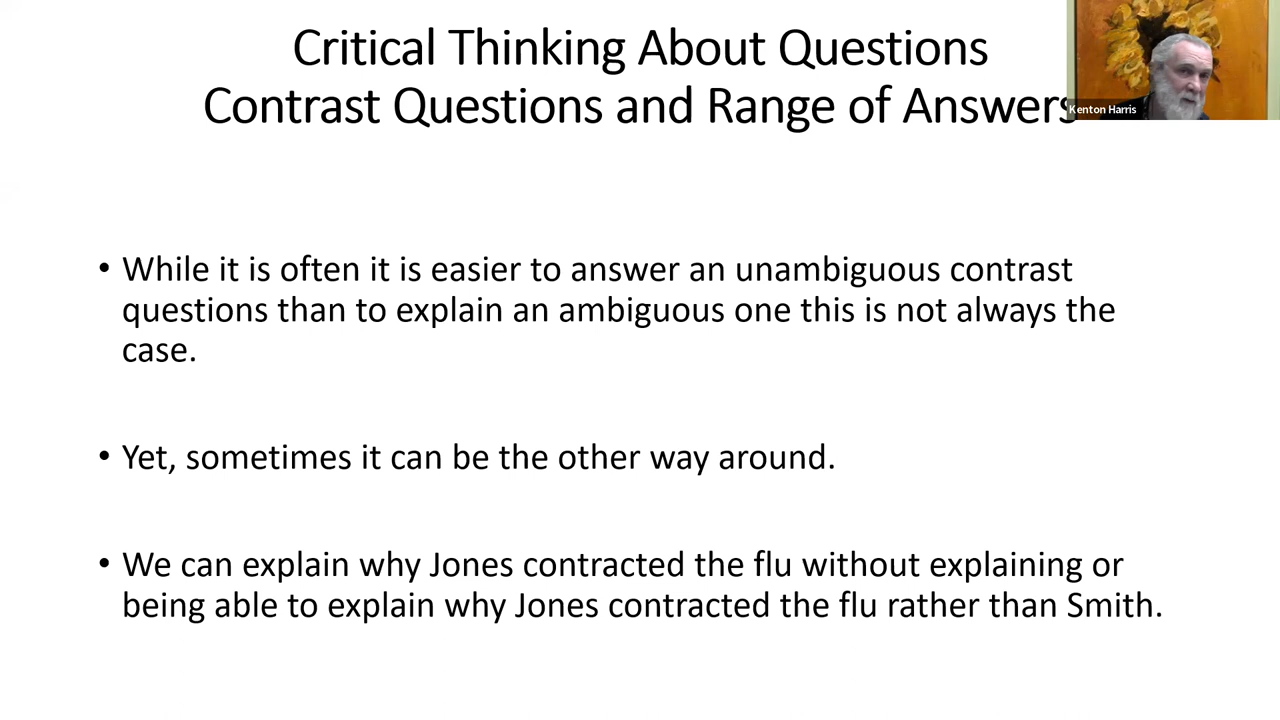 Critical Thinking About Questions
Contrast Questions and Range of Answers
Kenton Harris
• While it is often it is easier to answer an unambiguous contrast
questions than to explain an ambiguous one this is not always the
case.
• Yet, sometimes it can be the other way around.
• We can explain why Jones contracted the flu without explaining or
being able to explain why Jones contracted the flu rather than Smith.